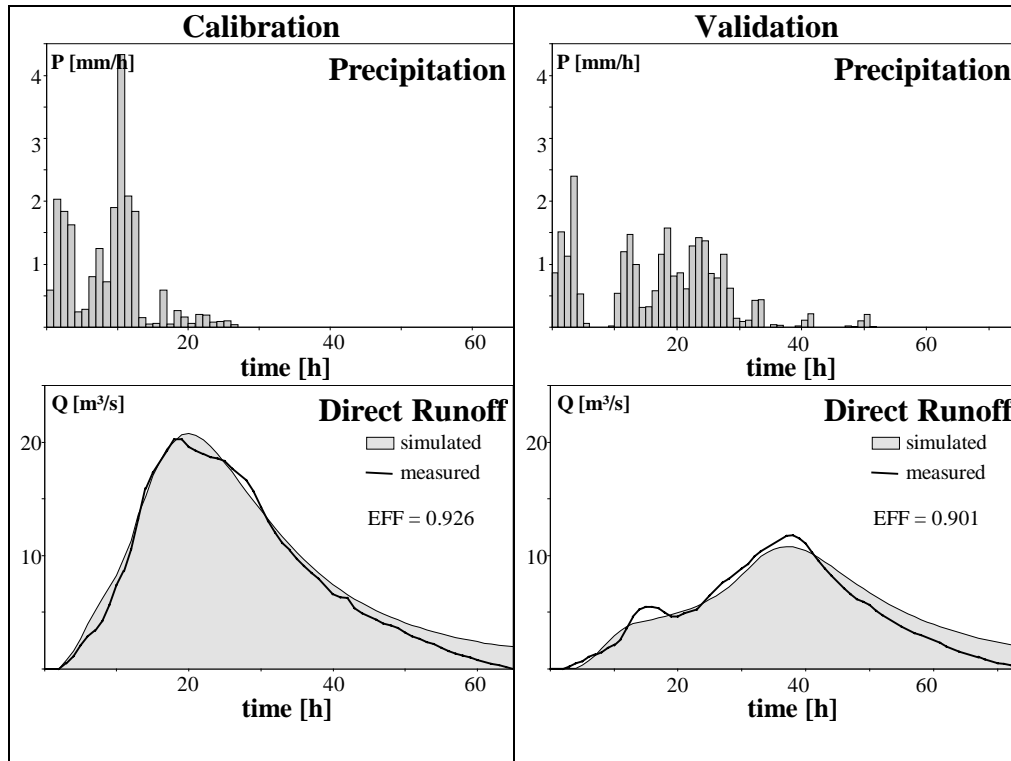 Calibration
P [mm/h]
Precipitation
4
3
2
1
20
40
60
time [h]
Q [m³/s]
Direct Runoff
simulated
measured
EFF = 0.926
20
10
20
40
60
time [h]
Validation
P [mm/h]
Precipitation
4
3
2
1
20
40
60
time [h]
Q [m³/s]
Direct Runoff
simulated
measured
EFF = 0.901
20
10
20
40
60
time [h]